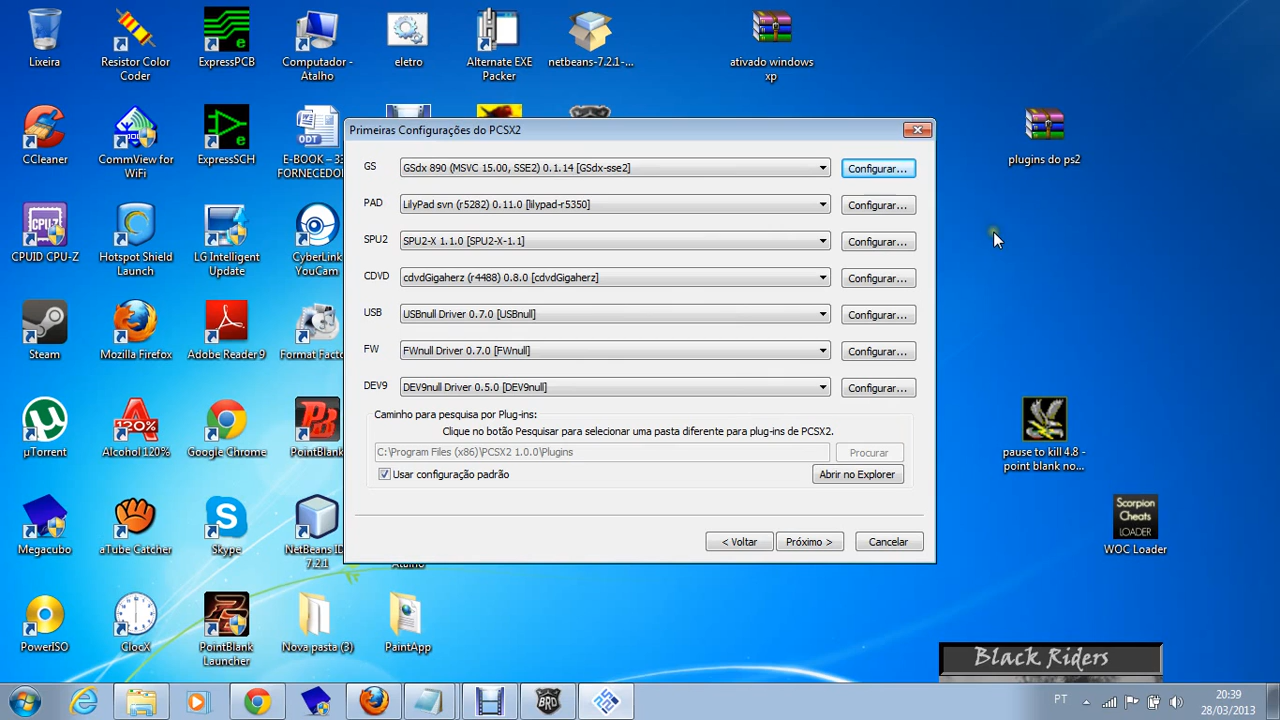 Lixeira
Resistor Color
Coder
ExpressPCB
Computador -
Atalho
eletro
Alternate EXE
Packer
netbeans-7.2.1-...
ativado windows
xp
CCleaner
CommView for
WiFi
ExpressSCH
E-BOOK – 33
FORNECEDO
plugins do ps2
CPUID CPU-Z
Hotspot Shield
Launch
LG Intelligent
Update
CyberLink
YouCam
Steam
Mozilla Firefox
Adobe Reader 9
Format Facto
µTorrent
Alcohol 120%
Google Chrome
PointBlank
pause to kill 4.8 -
point blank no...
Megacubo
aTube Catcher
Skype
NetBeans ID
7.2.1
Atalho
Scorpion
Cheats
LOADER
WOC Loader
PowerISO
ClocX
PointBlank
Launcher
Nova pasta (3)
PaintApp
Primeiras Configurações do PCSX2
GS
GSdx 890 (MSVC 15.00, SSE2) 0.1.14 [GSdx-sse2]
Configurar...
PAD
LilyPad svn (r5282) 0.11.0 [lilypad-r5350]
Configurar...
SPU2
SPU2-X 1.1.0 [SPU2-X-1.1]
Configurar...
CDVD
cdvdGigaherz (r4488) 0.8.0 [cdvdGigaherz]
Configurar...
USB
USBnull Driver 0.7.0 [USBnull]
Configurar...
FW
FWnull Driver 0.7.0 [FWnull]
Configurar...
DEV9
DEV9null Driver 0.5.0 [DEV9null]
Configurar...
Caminho para pesquisa por Plug-ins:
Clique no botão Pesquisar para selecionar uma pasta diferente para plug-ins de PCSX2.
C:\Program Files (x86)\PCSX2 1.0.0\Plugins
Procurar
Usar configuração padrão
Abrir no Explorer
< Voltar
Próximo >
Cancelar
Black Riders
PT
20:39
28/03/2013